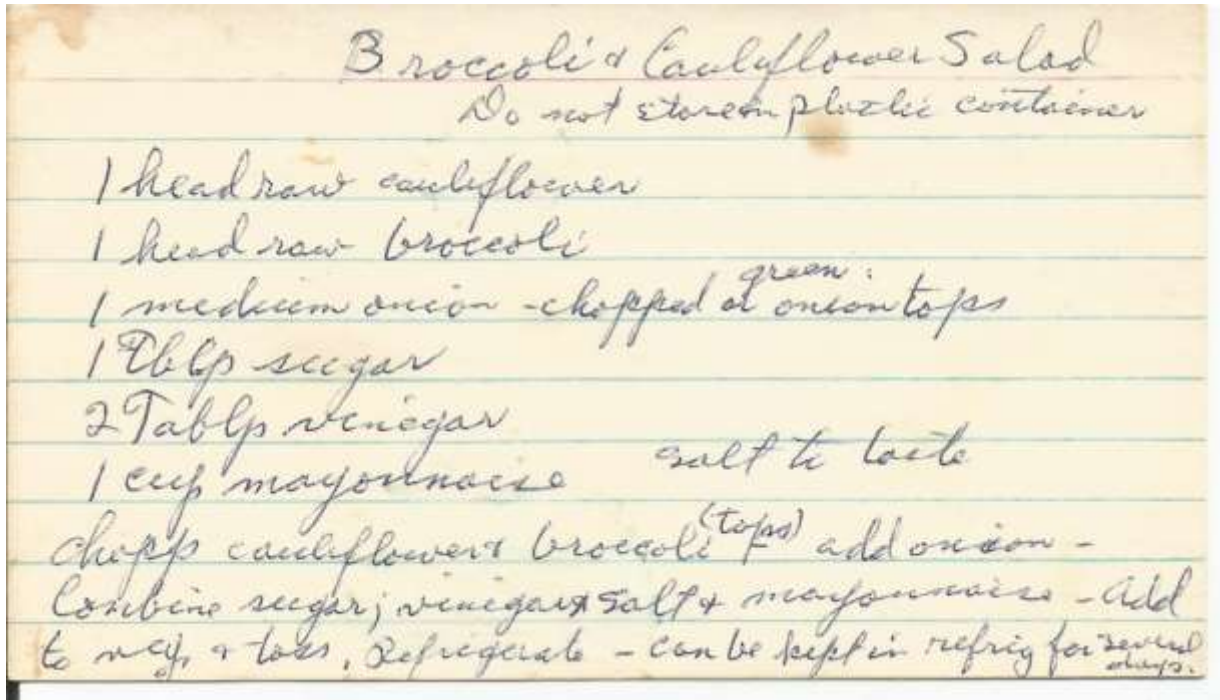 Broccoli & Cauliflower Salad
Do not store in plastic container
1 head raw cauliflower
1 head raw broccoli
1 medium onion - chopped or green onion tops
1 Tblp sugar
2 Tablp vinegar
1 cup mayonnaise salt to taste
Chopp cauliflower & broccoli (tops) add onion -
Combine sugar; vinegar & salt & mayonnaise - Add
to veg. & toss. Refrigerate - can be kept in refrig for several days.